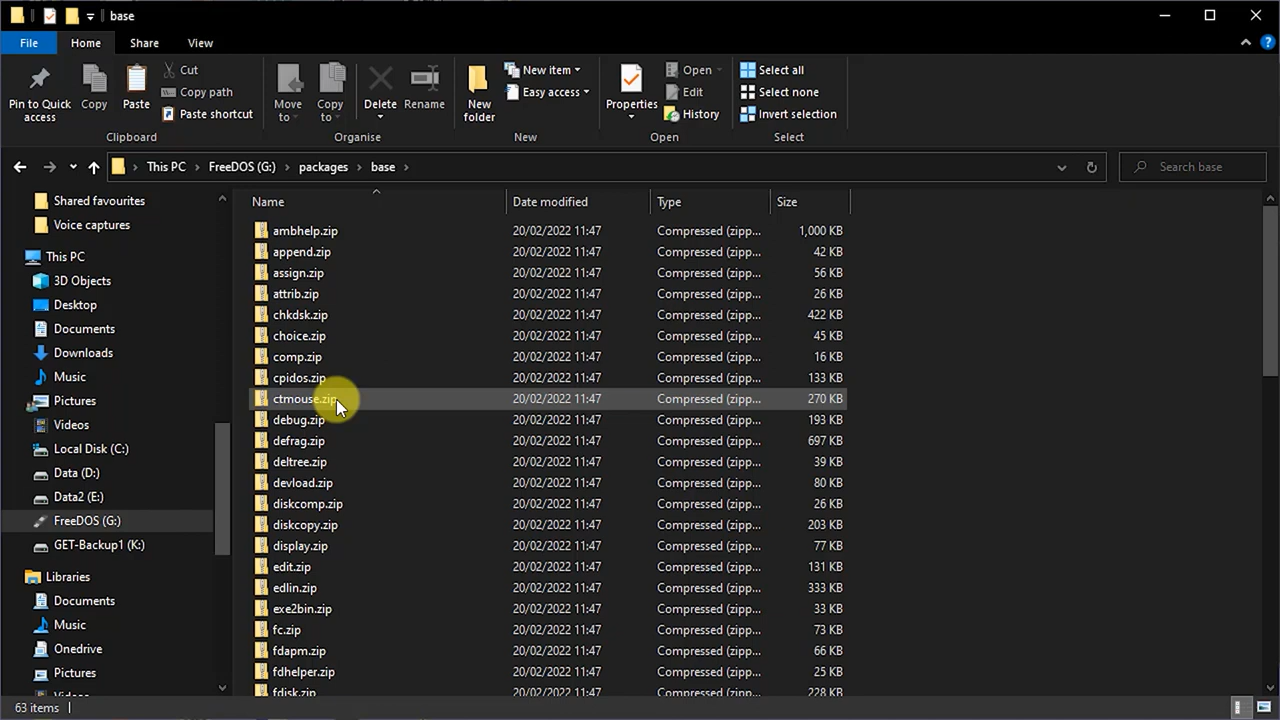 base
File Home Share View
Pin to Quick access
Copy
Paste
Cut
Copy path
Paste shortcut
Clipboard
Move to
Copy to
Delete
Rename
Organise
New folder
New item
Easy access
New
Properties
Open
Edit
History
Open
Select all
Select none
Invert selection
Select
This PC FreeDOS (G:) packages base
Search base
Shared favourites
Voice captures
This PC
3D Objects
Desktop
Documents
Downloads
Music
Pictures
Videos
Local Disk (C:)
Data (D:)
Data2 (E:)
FreeDOS (G:)
GET-Backup1 (K:)
Libraries
Documents
Music
Onedrive
Pictures
Videos
Name Date modified Type Size
ambhelp.zip 20/02/2022 11:47 Compressed (zipp... 1,000 KB
append.zip 20/02/2022 11:47 Compressed (zipp... 42 KB
assign.zip 20/02/2022 11:47 Compressed (zipp... 56 KB
attrib.zip 20/02/2022 11:47 Compressed (zipp... 26 KB
chkdsk.zip 20/02/2022 11:47 Compressed (zipp... 422 KB
choice.zip 20/02/2022 11:47 Compressed (zipp... 45 KB
comp.zip 20/02/2022 11:47 Compressed (zipp... 16 KB
cpidos.zip 20/02/2022 11:47 Compressed (zipp... 133 KB
ctmouse.zip 20/02/2022 11:47 Compressed (zipp... 270 KB
debug.zip 20/02/2022 11:47 Compressed (zipp... 193 KB
defrag.zip 20/02/2022 11:47 Compressed (zipp... 697 KB
deltree.zip 20/02/2022 11:47 Compressed (zipp... 39 KB
devload.zip 20/02/2022 11:47 Compressed (zipp... 80 KB
diskcomp.zip 20/02/2022 11:47 Compressed (zipp... 26 KB
diskcopy.zip 20/02/2022 11:47 Compressed (zipp... 203 KB
display.zip 20/02/2022 11:47 Compressed (zipp... 77 KB
edit.zip 20/02/2022 11:47 Compressed (zipp... 131 KB
edlin.zip 20/02/2022 11:47 Compressed (zipp... 333 KB
exe2bin.zip 20/02/2022 11:47 Compressed (zipp... 33 KB
fc.zip 20/02/2022 11:47 Compressed (zipp... 73 KB
fdapm.zip 20/02/2022 11:47 Compressed (zipp... 66 KB
fdhelper.zip 20/02/2022 11:47 Compressed (zipp... 25 KB
fdisk.zip 20/02/2022 11:47 Compressed (zipp... 228 KB
63 items